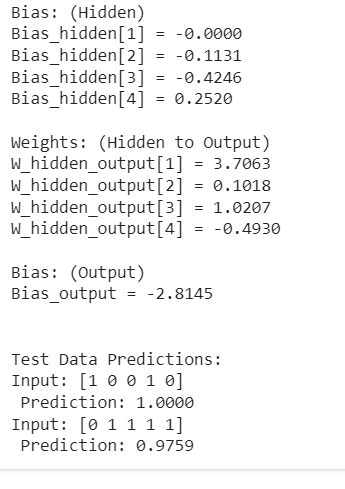 Bias: (Hidden)
Bias_hidden[1] = -0.0000
Bias_hidden[2] = -0.1131
Bias_hidden[3] = -0.4246
Bias_hidden[4] = 0.2520
Weights: (Hidden to Output)
W_hidden_output[1] = 3.7063
W_hidden_output[2] = 0.1018
W_hidden_output[3] = 1.0207
W_hidden_output[4] = -0.4930
Bias: (Output)
Bias_output = -2.8145
Test Data Predictions:
Input: [1 0 0 1 0]
Prediction: 1.0000
Input: [0 1 1 1 1]
Prediction: 0.9759